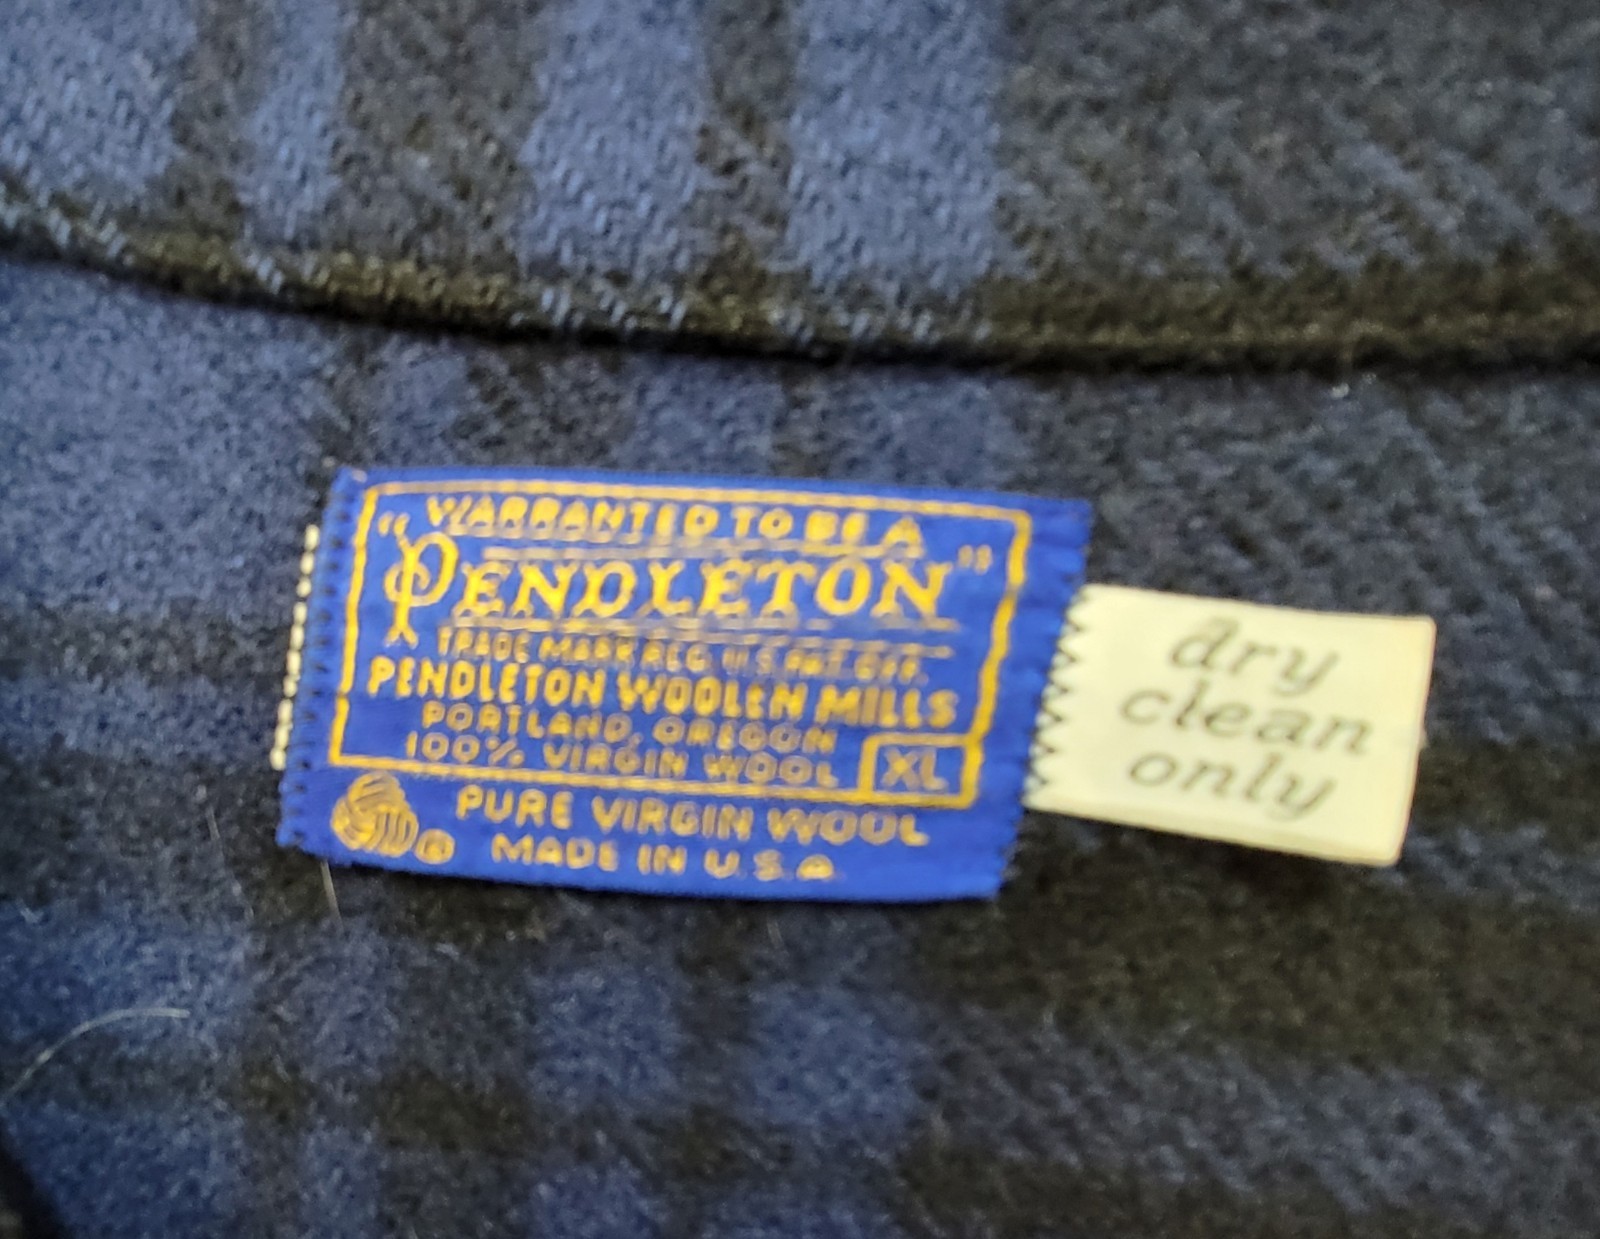 WARRANTED TO BE A
"PENDLETON"
TRADE MARK REG. U.S. PAT. OFF.
PENDLETON WOOLEN MILLS
PORTLAND, OREGON
100% VIRGIN WOOL XL
® PURE VIRGIN WOOL
MADE IN U.S.A.
dry
clean
only